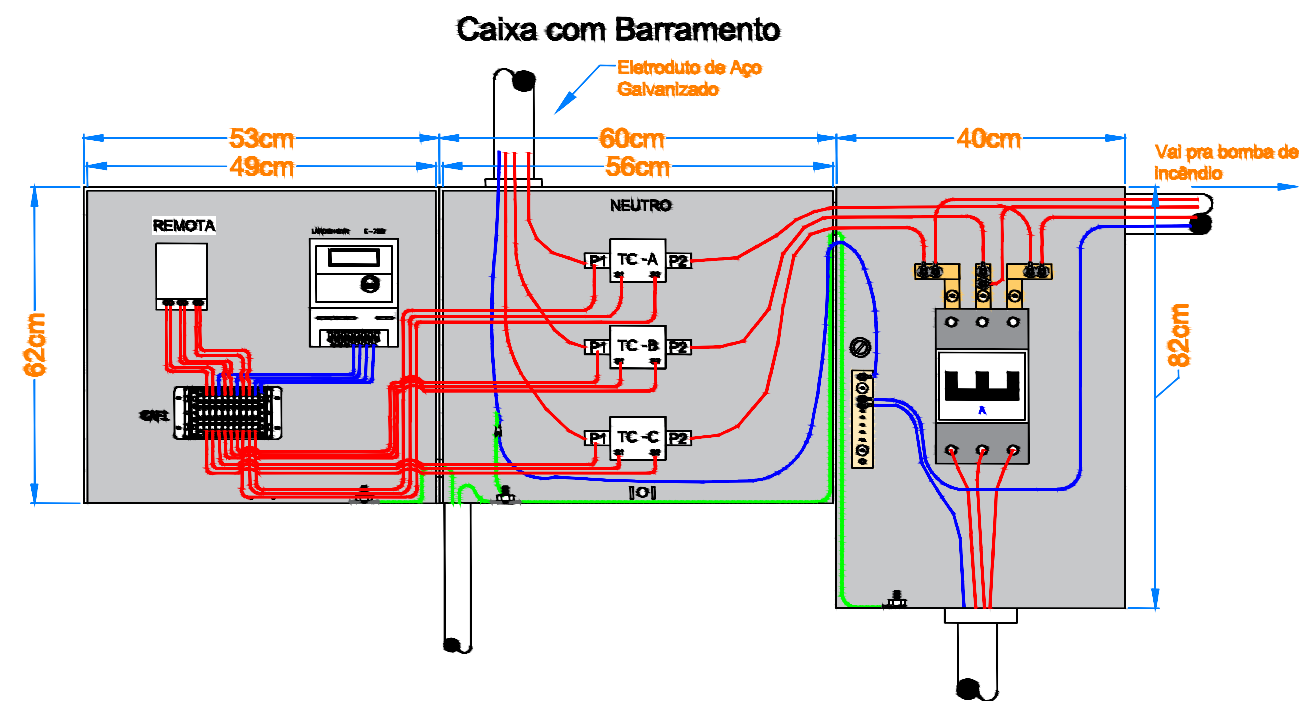 Caixa com Barramento
Eletroduto de Aço
Galvanizado
53cm
60cm
40cm
49cm
56cm
Vai pra bomba de
incêndio
NEUTRO
REMOTA
P1 TC -A P2
P1 TC -B P2
P1 TC -C P2
62cm
82cm
A